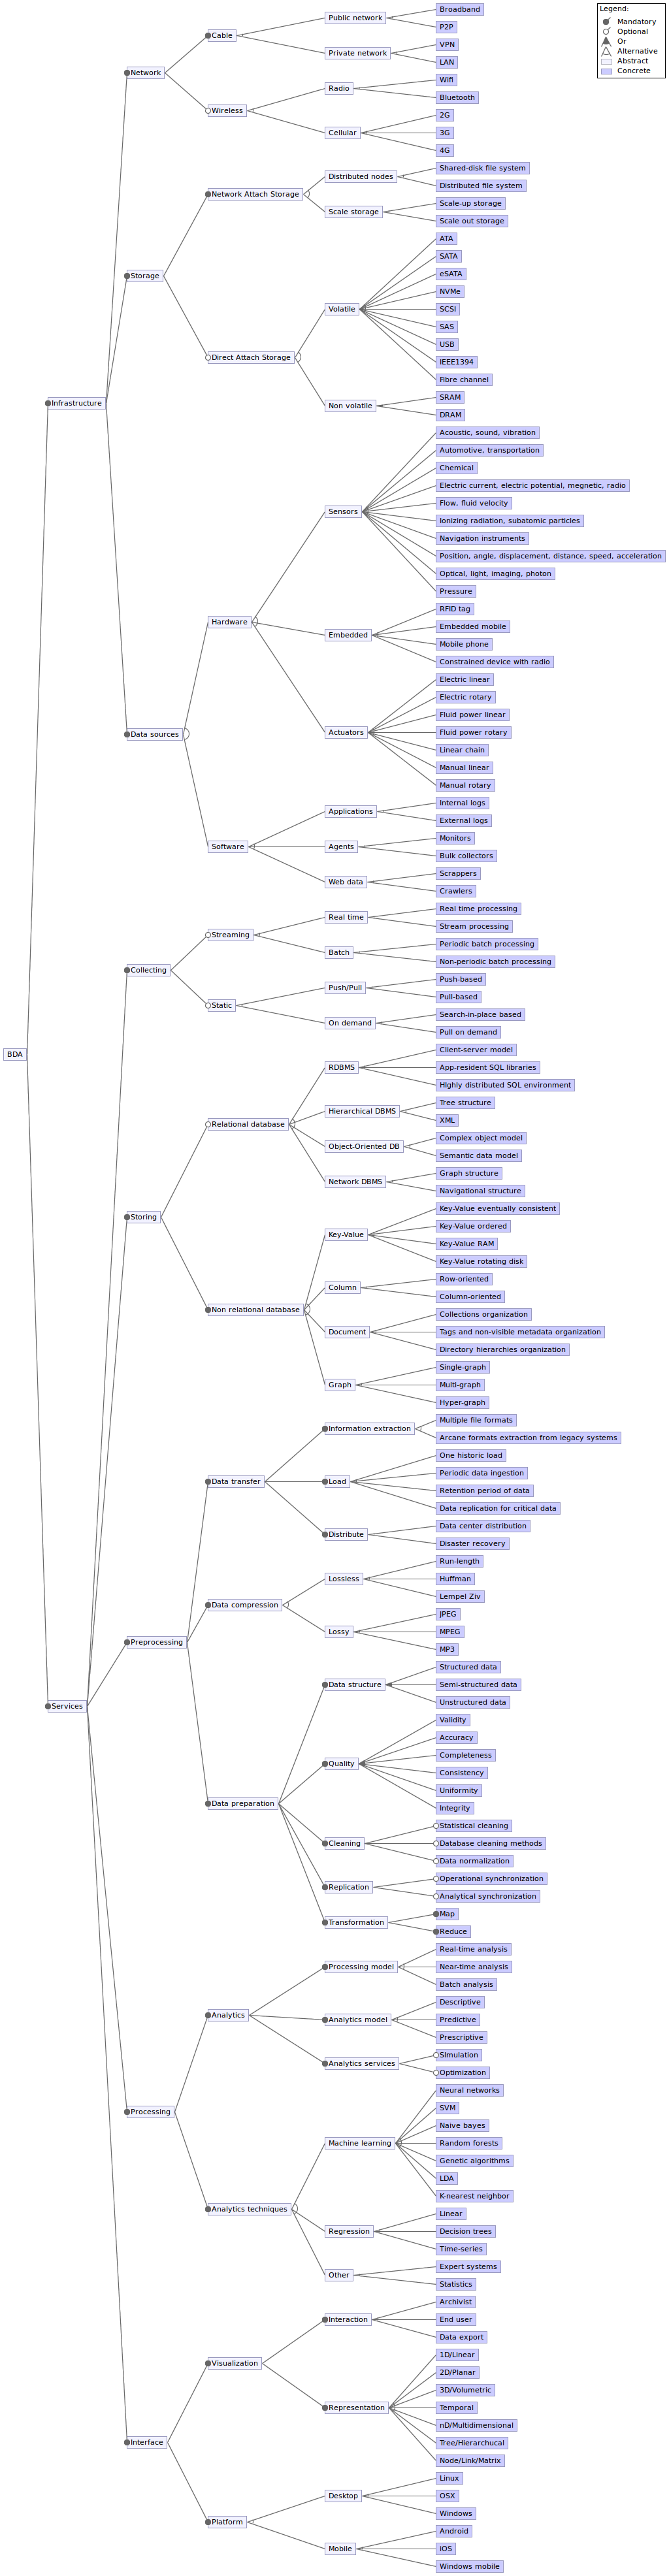 Legend:
Mandatory
Optional
Or
Alternative
Abstract
Concrete
BDA
Infrastructure
Network
Cable
Public network
Broadband
P2P
Private network
VPN
LAN
Wireless
Radio
Wifi
Bluetooth
Cellular
2G
3G
4G
Storage
Network Attach Storage
Distributed nodes
Shared-disk file system
Distributed file system
Scale storage
Scale-up storage
Scale out storage
Direct Attach Storage
Volatile
ATA
SATA
eSATA
NVMe
SCSI
SAS
USB
IEEE1394
Fibre channel
Non volatile
SRAM
DRAM
Data sources
Hardware
Sensors
Acoustic, sound, vibration
Automotive, transportation
Chemical
Electric current, electric potential, megnetic, radio
Flow, fluid velocity
Ionizing radiation, subatomic particles
Navigation instruments
Position, angle, displacement, distance, speed, acceleration
Optical, light, imaging, photon
Pressure
Embedded
RFID tag
Embedded mobile
Mobile phone
Constrained device with radio
Actuators
Electric linear
Electric rotary
Fluid power linear
Fluid power rotary
Linear chain
Manual linear
Manual rotary
Software
Applications
Internal logs
External logs
Agents
Monitors
Bulk collectors
Web data
Scrappers
Crawlers
Services
Collecting
Streaming
Real time
Real time processing
Stream processing
Batch
Periodic batch processing
Non-periodic batch processing
Static
Push/Pull
Push-based
Pull-based
On demand
Search-in-place based
Pull on demand
Storing
Relational database
RDBMS
Client-server model
App-resident SQL libraries
Highly distributed SQL environment
Hierarchical DBMS
Tree structure
XML
Object-Oriented DB
Complex object model
Semantic data model
Network DBMS
Graph structure
Navigational structure
Non relational database
Key-Value
Key-Value eventually consistent
Key-Value ordered
Key-Value RAM
Key-Value rotating disk
Column
Row-oriented
Column-oriented
Document
Collections organization
Tags and non-visible metadata organization
Directory hierarchies organization
Graph
Single-graph
Multi-graph
Hyper-graph
Preprocessing
Data transfer
Information extraction
Multiple file formats
Arcane formats extraction from legacy systems
Load
One historic load
Periodic data ingestion
Retention period of data
Data replication for critical data
Distribute
Data center distribution
Disaster recovery
Data compression
Lossless
Run-length
Huffman
Lempel Ziv
Lossy
JPEG
MPEG
MP3
Data preparation
Data structure
Structured data
Semi-structured data
Unstructured data
Quality
Validity
Accuracy
Completeness
Consistency
Uniformity
Integrity
Cleaning
Statistical cleaning
Database cleaning methods
Data normalization
Replication
Operational synchronization
Analytical synchronization
Transformation
Map
Reduce
Processing
Analytics
Processing model
Real-time analysis
Near-time analysis
Batch analysis
Analytics model
Descriptive
Predictive
Prescriptive
Analytics services
SImulation
Optimization
Analytics techniques
Machine learning
Neural networks
SVM
Naive bayes
Random forests
Genetic algorithms
LDA
K-nearest neighbor
Regression
Linear
Decision trees
Time-series
Other
Expert systems
Statistics
Interface
Visualization
Interaction
Archivist
End user
Data export
Representation
1D/Linear
2D/Planar
3D/Volumetric
Temporal
nD/Multidimensional
Tree/Hierarchucal
Node/Link/Matrix
Platform
Desktop
Linux
OSX
Windows
Mobile
Android
iOS
Windows mobile